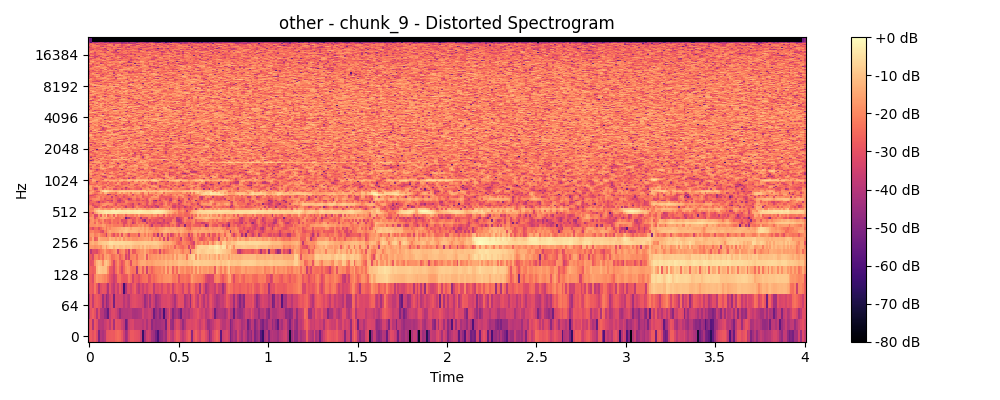 other - chunk_9 - Distorted Spectrogram
Hz
16384
8192
4096
2048
1024
512
256
128
64
0
0
0.5
1
1.5
2
2.5
3
3.5
4
Time
+0 dB
-10 dB
-20 dB
-30 dB
-40 dB
-50 dB
-60 dB
-70 dB
-80 dB